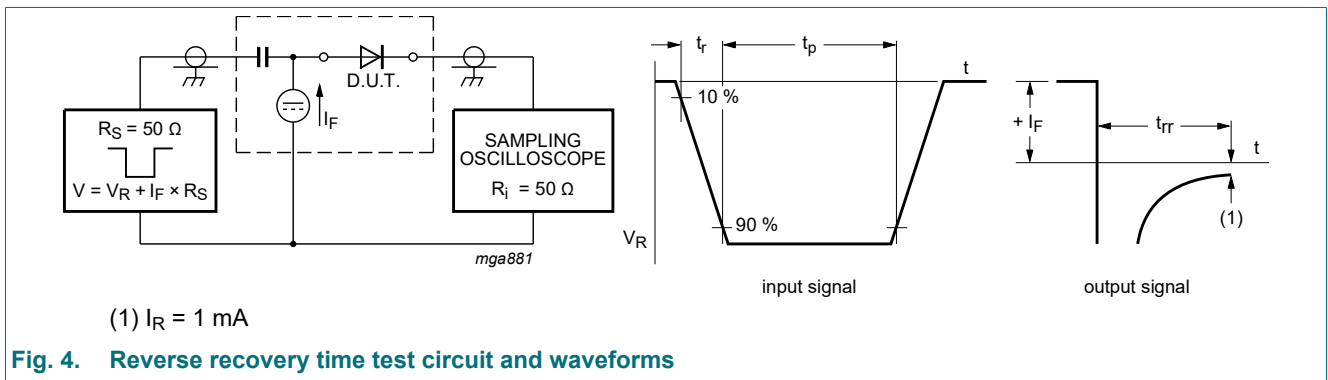 D.U.T.
I_F
R_S = 50 Ω
V = V_R + I_F × R_S
SAMPLING
OSCILLOSCOPE
R_i = 50 Ω
mga881
t_r
t_p
t
10 %
90 %
V_R
input signal
+ I_F
t_rr
t
(1)
output signal
(1) I_R = 1 mA
Fig. 4. Reverse recovery time test circuit and waveforms